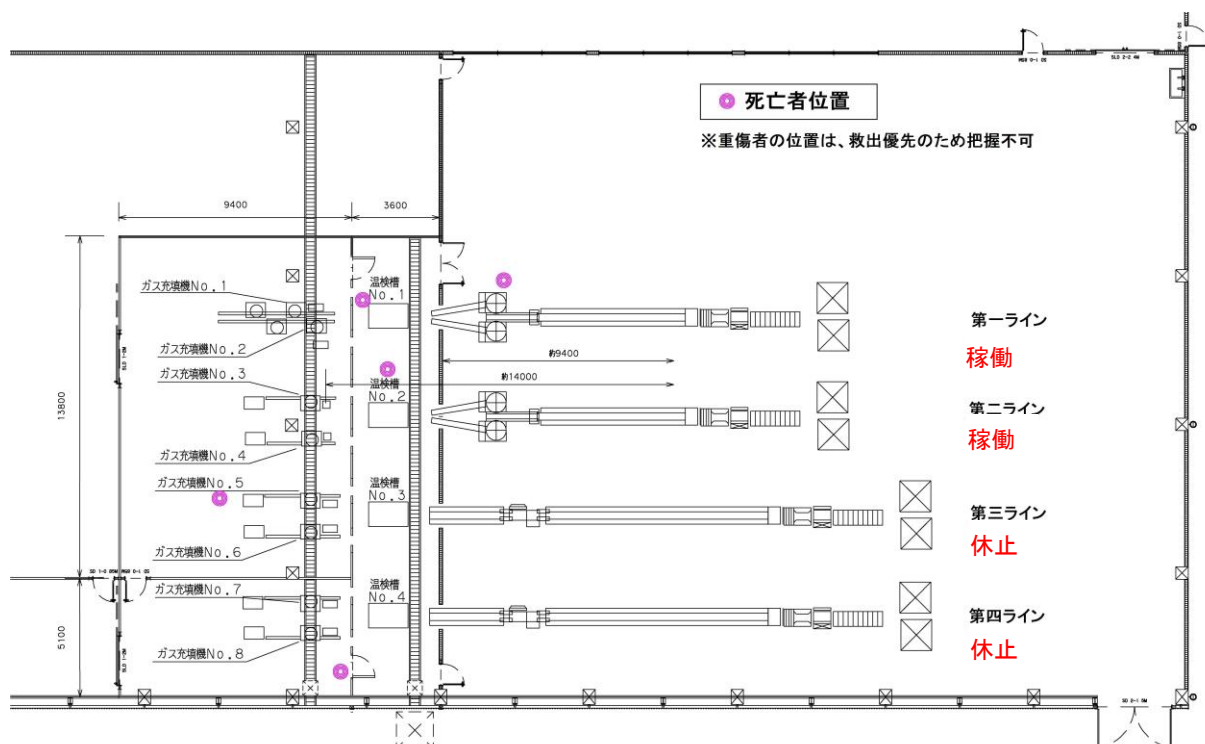 死亡者位置
※重傷者の位置は、救出優先のため把握不可
9400
3600
13800
5100
ガス充填機No.1
ガス充填機No.2
ガス充填機No.3
ガス充填機No.4
ガス充填機No.5
ガス充填機No.6
ガス充填機No.7
ガス充填機No.8
温検槽
No.1
温検槽
No.2
温検槽
No.3
温検槽
No.4
約9400
約14000
第一ライン
稼働
第二ライン
稼働
第三ライン
休止
第四ライン
休止